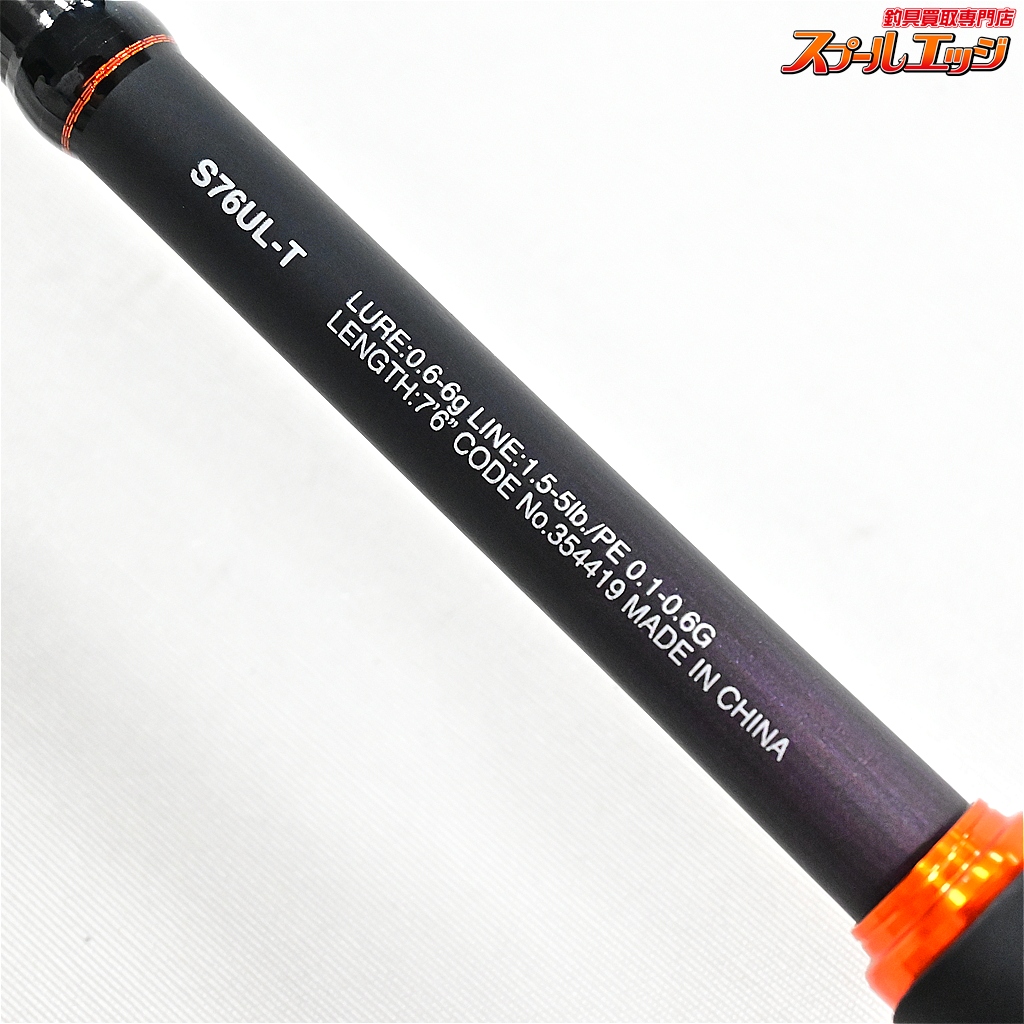 釣具買取専門店
スプールエッジ
S76UL-T
LURE:0.6-6g LINE:1.5-5lb./PE 0.1-0.6G
LENGTH:7'6" CODE No.354419 MADE IN CHINA